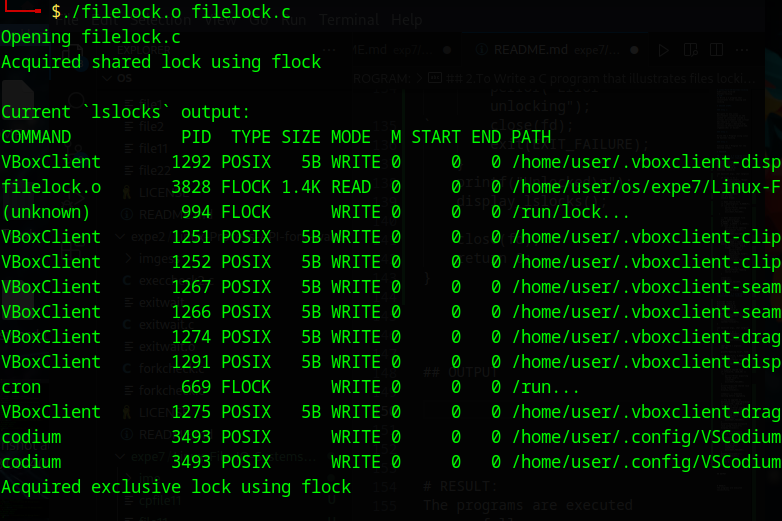 $./filelock.o filelock.c
Opening filelock.c
Acquired shared lock using flock
Current `lslocks` output:
COMMAND PID TYPE SIZE MODE M START END PATH
VBoxClient 1292 POSIX 5B WRITE 0 0 0 /home/user/.vboxclient-disp
filelock.o 3828 FLOCK 1.4K READ 0 0 0 /home/user/os/expe7/Linux-F
(unknown) 994 FLOCK WRITE 0 0 0 /run/lock...
VBoxClient 1251 POSIX 5B WRITE 0 0 0 /home/user/.vboxclient-clip
VBoxClient 1252 POSIX 5B WRITE 0 0 0 /home/user/.vboxclient-clip
VBoxClient 1267 POSIX 5B WRITE 0 0 0 /home/user/.vboxclient-seam
VBoxClient 1266 POSIX 5B WRITE 0 0 0 /home/user/.vboxclient-seam
VBoxClient 1274 POSIX 5B WRITE 0 0 0 /home/user/.vboxclient-drag
VBoxClient 1291 POSIX 5B WRITE 0 0 0 /home/user/.vboxclient-disp
cron 669 FLOCK WRITE 0 0 0 /run...
VBoxClient 1275 POSIX 5B WRITE 0 0 0 /home/user/.vboxclient-drag
codium 3493 POSIX WRITE 0 0 0 /home/user/.config/VSCodium
codium 3493 POSIX WRITE 0 0 0 /home/user/.config/VSCodium
Acquired exclusive lock using flock